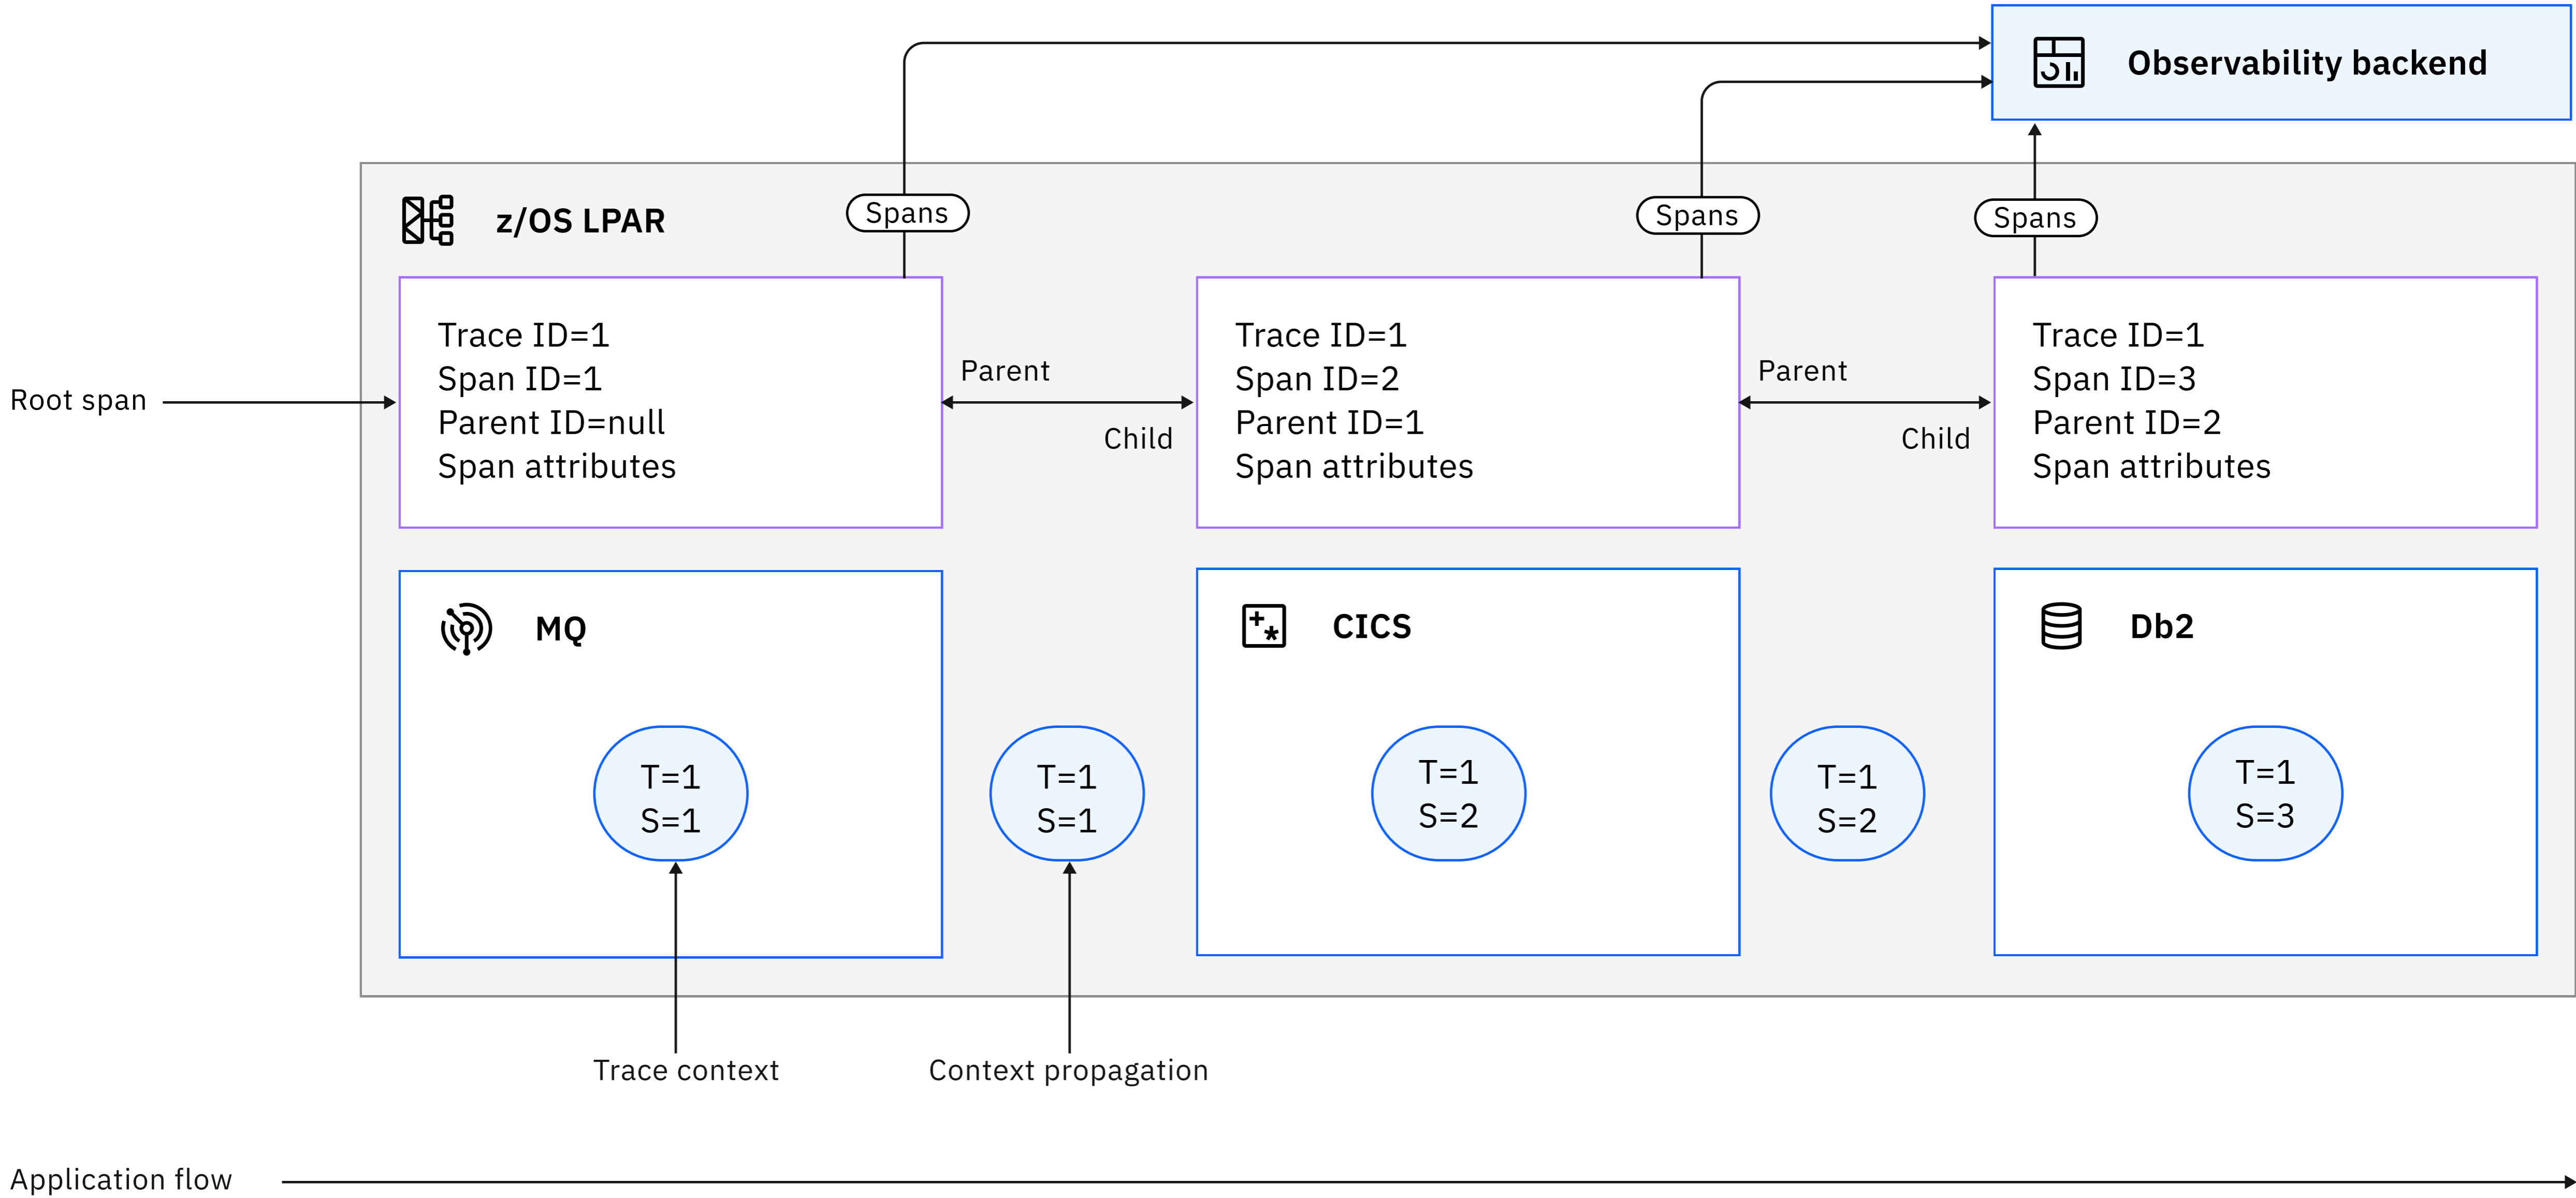 Observability backend
z/OS LPAR
Spans
Spans
Spans
Root span
Trace ID=1
Span ID=1
Parent ID=null
Span attributes
Parent
Child
Trace ID=1
Span ID=2
Parent ID=1
Span attributes
Parent
Child
Trace ID=1
Span ID=3
Parent ID=2
Span attributes
MQ
T=1
S=1
T=1
S=1
CICS
T=1
S=2
T=1
S=2
Db2
T=1
S=3
Trace context
Context propagation
Application flow